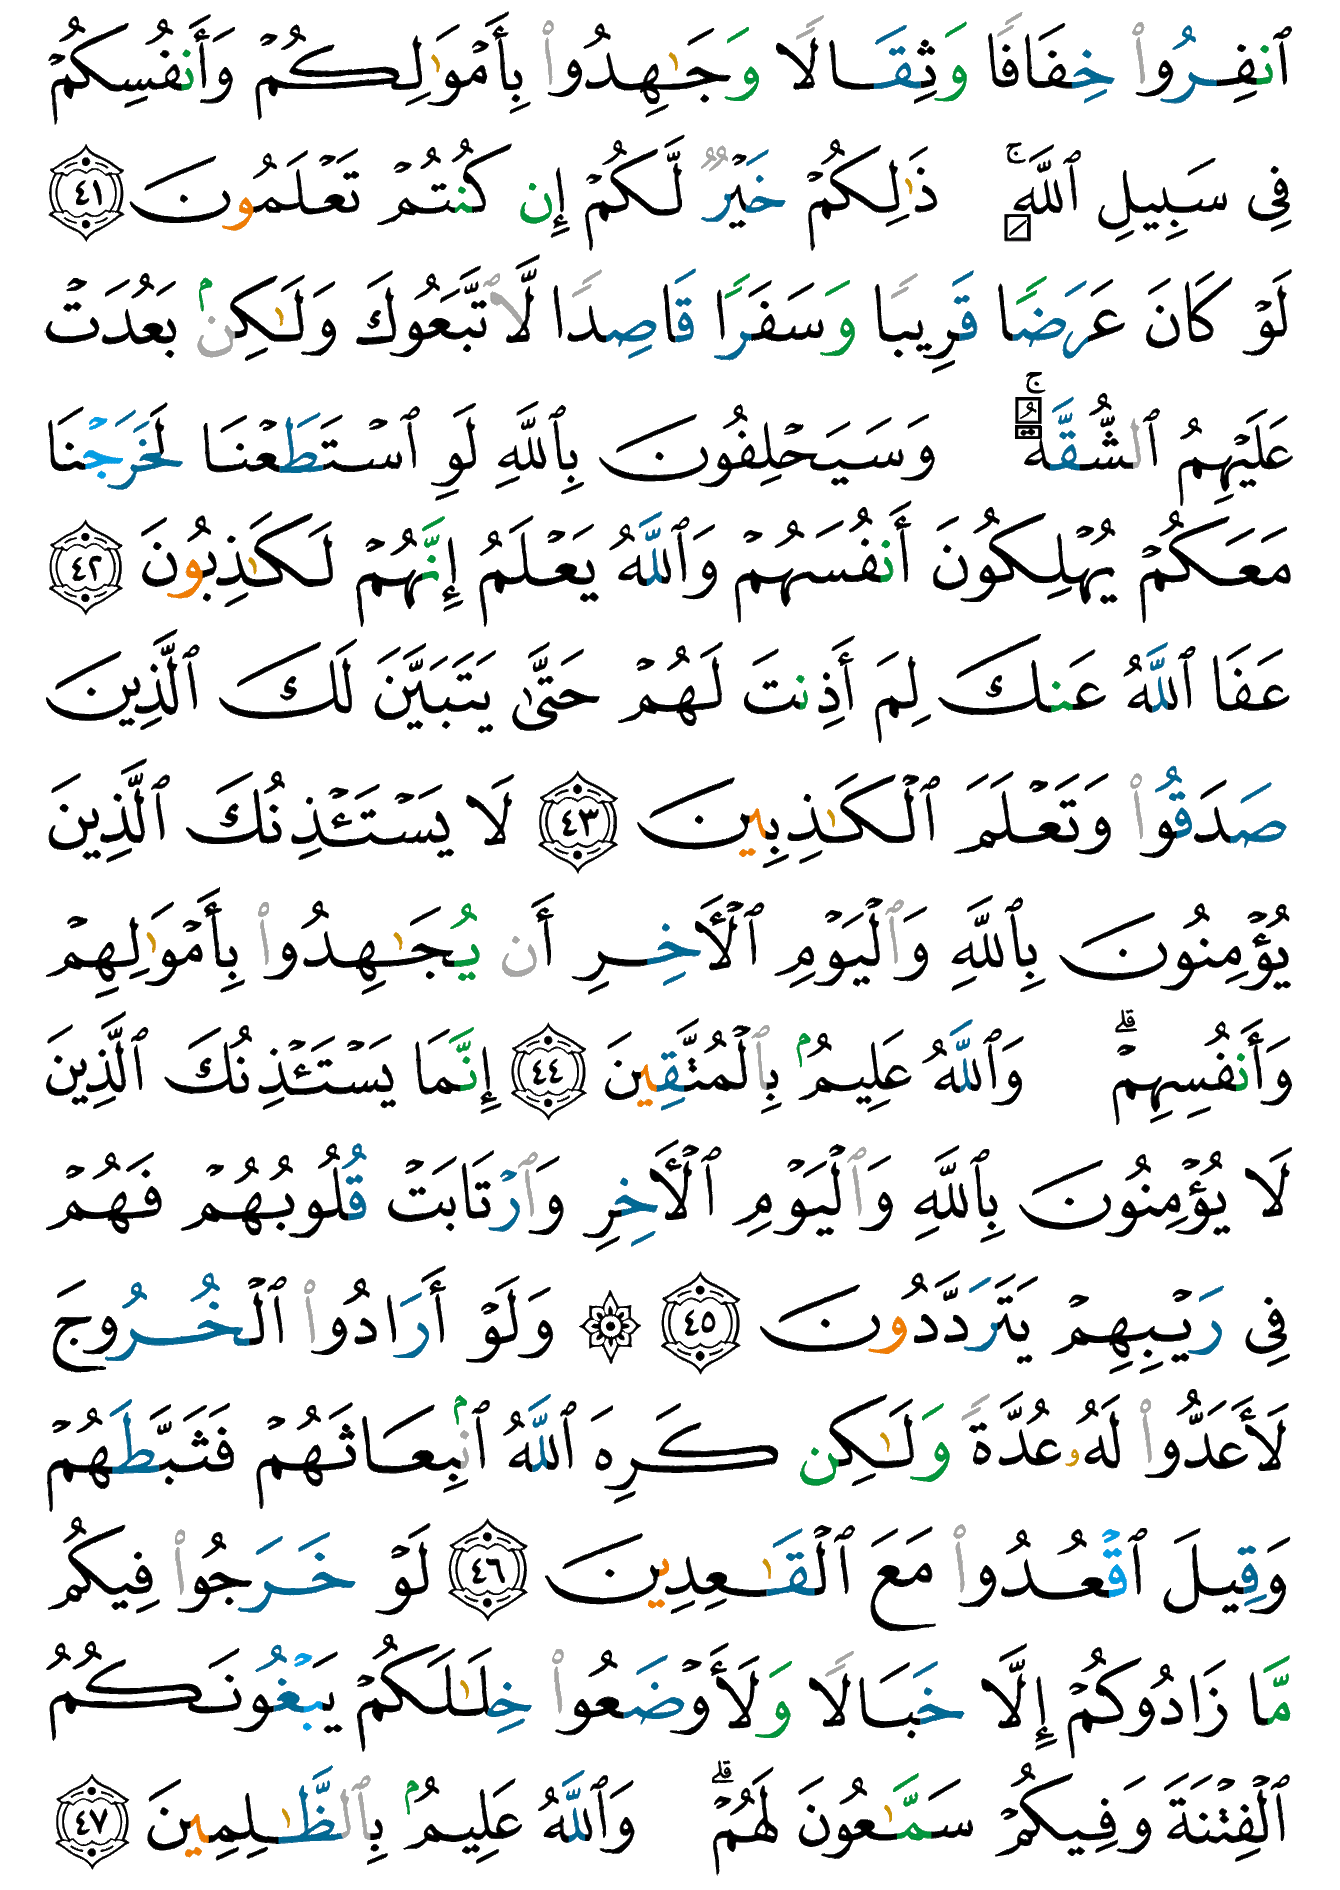 ٱنفِرُوا۟ خِفَافًا وَثِقَالًا وَجَـٰهِدُوا۟ بِأَمْوَٰلِكُمْ وَأَنفُسِكُمْ
فِى سَبِيلِ ٱللَّهِ ۚ ذَٰلِكُمْ خَيْرٌ لَّكُمْ إِن كُنتُمْ تَعْلَمُونَ ٤١
لَوْ كَانَ عَرَضًا قَرِيبًا وَسَفَرًا قَاصِدًا لَّٱتَّبَعُوكَ وَلَـٰكِنۢ بَعُدَتْ
عَلَيْهِمُ ٱلشُّقَّةُ ۚ وَسَيَحْلِفُونَ بِٱللَّهِ لَوِ ٱسْتَطَعْنَا لَخَرَجْنَا
مَعَكُمْ يُهْلِكُونَ أَنفُسَهُمْ وَٱللَّهُ يَعْلَمُ إِنَّهُمْ لَكَـٰذِبُونَ ٤٢
عَفَا ٱللَّهُ عَنكَ لِمَ أَذِنتَ لَهُمْ حَتَّىٰ يَتَبَيَّنَ لَكَ ٱلَّذِينَ
صَدَقُوا۟ وَتَعْلَمَ ٱلْكَـٰذِبِينَ ٤٣ لَا يَسْتَـْٔذِنُكَ ٱلَّذِينَ
يُؤْمِنُونَ بِٱللَّهِ وَٱلْيَوْمِ ٱلْـَٔاخِرِ أَن يُجَـٰهِدُوا۟ بِأَمْوَٰلِهِمْ
وَأَنفُسِهِمْ ۗ وَٱللَّهُ عَلِيمٌۢ بِٱلْمُتَّقِينَ ٤٤ إِنَّمَا يَسْتَـْٔذِنُكَ ٱلَّذِينَ
لَا يُؤْمِنُونَ بِٱللَّهِ وَٱلْيَوْمِ ٱلْـَٔاخِرِ وَٱرْتَابَتْ قُلُوبُهُمْ فَهُمْ
فِى رَيْبِهِمْ يَتَرَدَّدُونَ ٤٥ ۞ وَلَوْ أَرَادُوا۟ ٱلْخُرُوجَ
لَأَعَدُّوا۟ لَهُۥ عُدَّةً وَلَـٰكِن كَرِهَ ٱللَّهُ ٱنۢبِعَاثَهُمْ فَثَبَّطَهُمْ
وَقِيلَ ٱقْعُدُوا۟ مَعَ ٱلْقَـٰعِدِينَ ٤٦ لَوْ خَرَجُوا۟ فِيكُم
مَّا زَادُوكُمْ إِلَّا خَبَالًا وَلَأَوْضَعُوا۟ خِلَـٰلَكُمْ يَبْغُونَكُمُ
ٱلْفِتْنَةَ وَفِيكُمْ سَمَّـٰعُونَ لَهُمْ ۗ وَٱللَّهُ عَلِيمٌۢ بِٱلظَّـٰلِمِينَ ٤٧